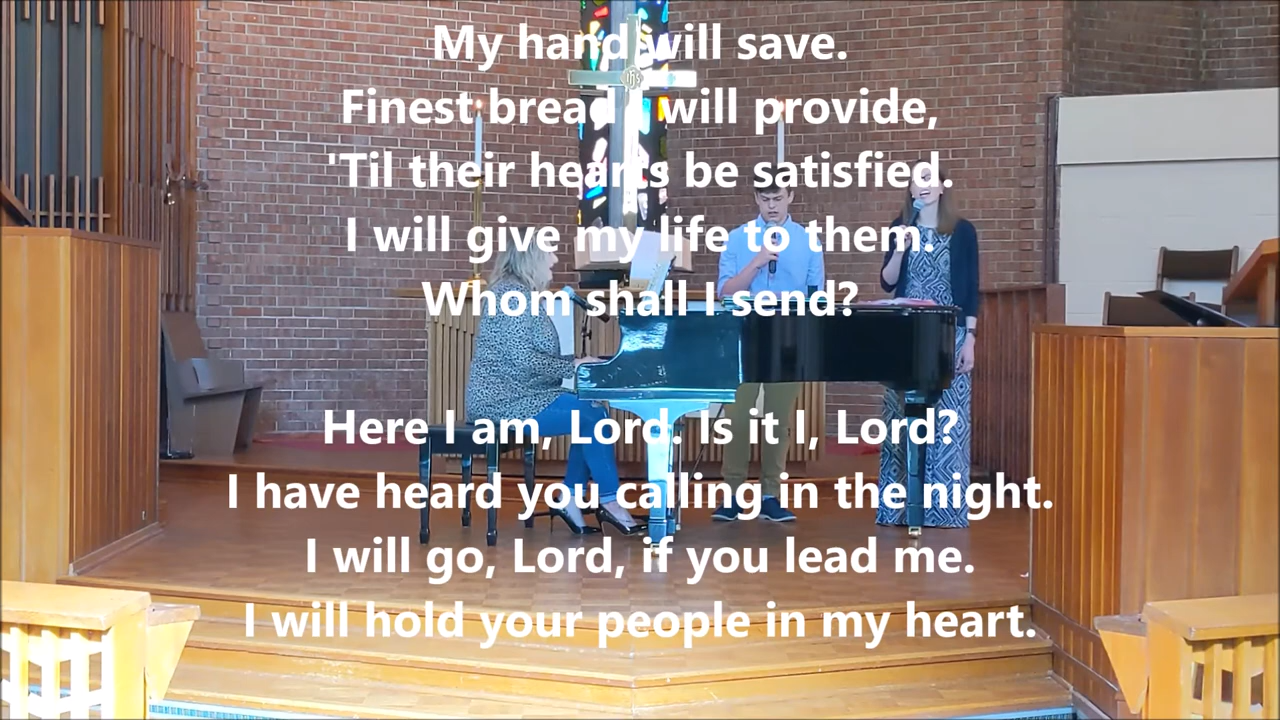 My hand will save.
Finest bread I will provide,
'Til their hearts be satisfied.
I will give my life to them.
Whom shall I send?
Here I am, Lord. Is it I, Lord?
I have heard you calling in the night.
I will go, Lord, if you lead me.
I will hold your people in my heart.